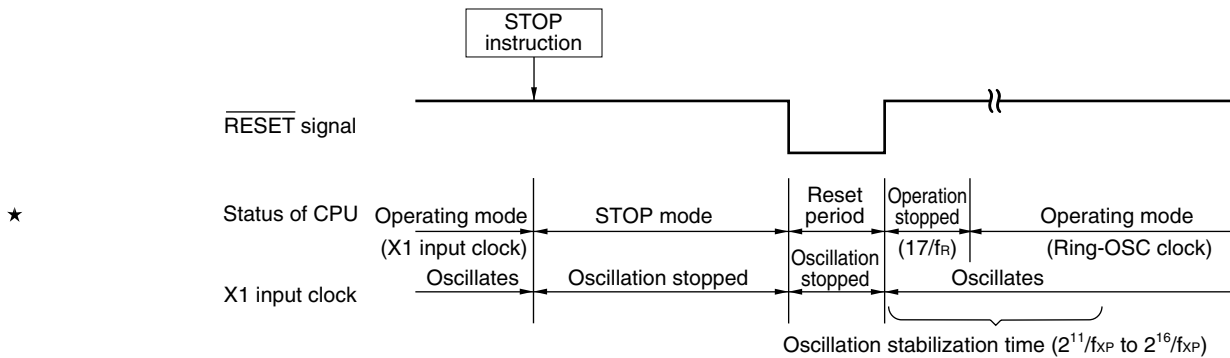 STOP
instruction
RESET signal
★
Status of CPU
Operating mode
(X1 input clock)
STOP mode
Reset
period
Operation
stopped
(17/fR)
Operating mode
(Ring-OSC clock)
X1 input clock
Oscillates
Oscillation stopped
Oscillation
stopped
Oscillates
Oscillation stabilization time (2¹¹/fXP to 2¹⁶/fXP)